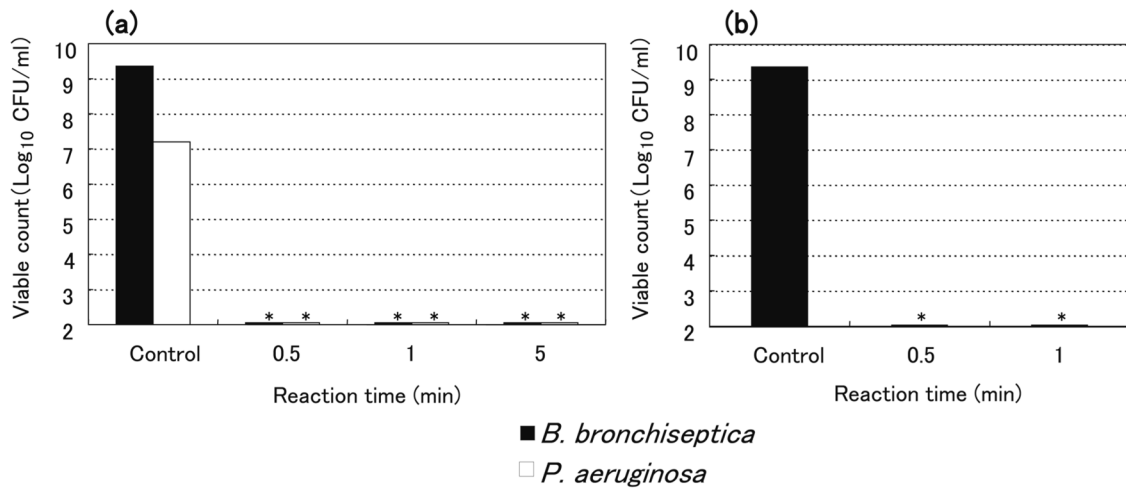 (a)
Viable count(Log10 CFU/ml)
10
9
8
7
6
5
4
3
2
* * * * * *
Control 0.5 1 5
Reaction time (min)
(b)
Viable count(Log10 CFU/ml)
10
9
8
7
6
5
4
3
2
* *
Control 0.5 1
Reaction time (min)
B. bronchiseptica
P. aeruginosa